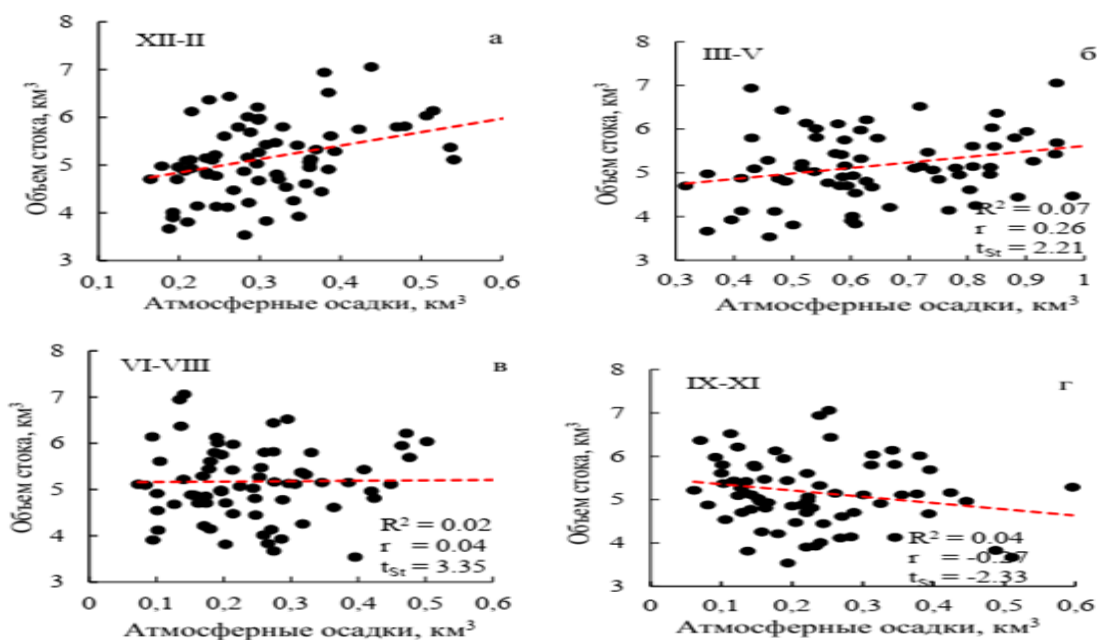 XII-II
а
Объем стока, км³
8
7
6
5
4
3
0,1
0,2
0,3
0,4
0,5
0,6
Атмосферные осадки, км³
III-V
б
Объем стока, км³
8
7
6
5
4
3
R² = 0.07
r = 0.26
tSt = 2.21
0,3
0,4
0,5
0,6
0,7
0,8
0,9
1
Атмосферные осадки, км³
VI-VIII
в
Объем стока, км³
8
7
6
5
4
3
R² = 0.02
r = 0.04
tSt = 3.35
0
0,1
0,2
0,3
0,4
0,5
0,6
Атмосферные осадки, км³
IX-XI
г
Объем стока, км³
8
7
6
5
4
3
R² = 0.04
r =
tSt = -2.33
0
0,1
0,2
0,3
0,4
0,5
0,6
Атмосферные осадки, км³